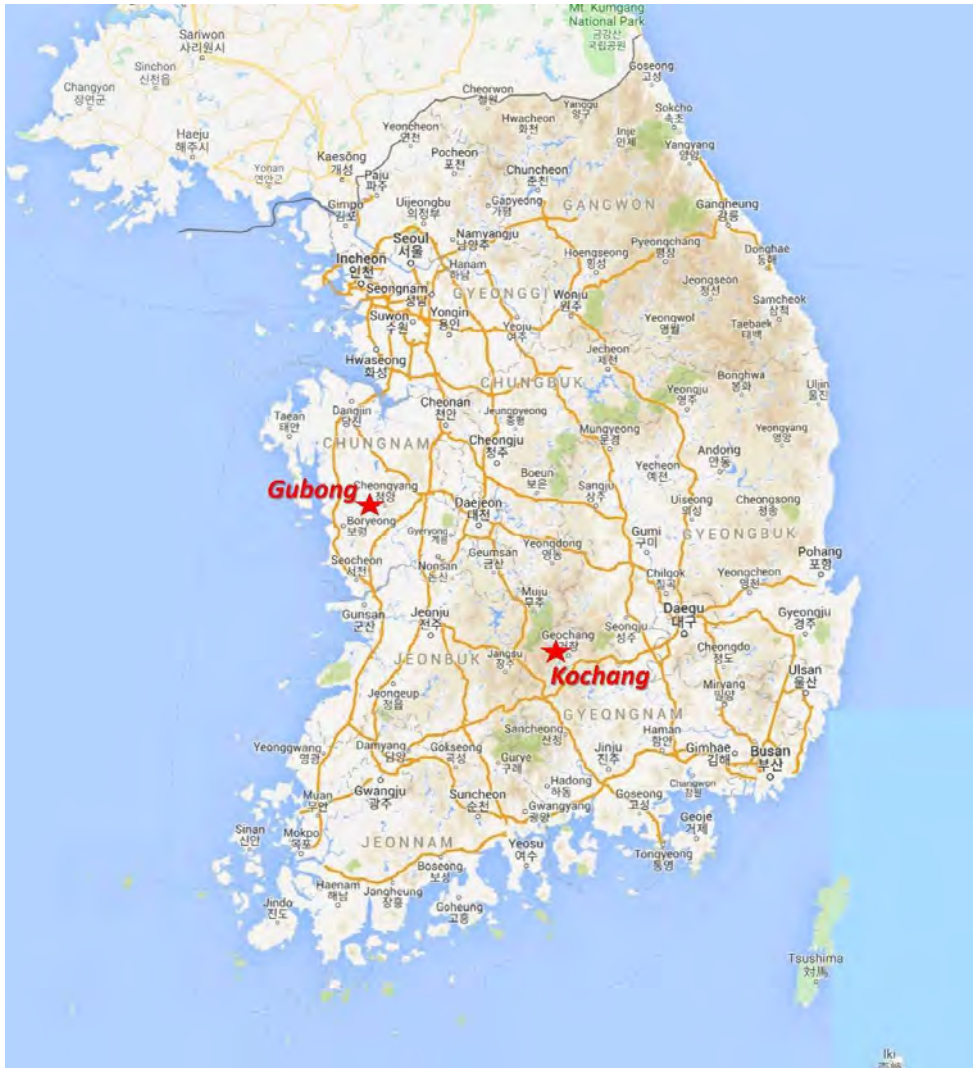 Mt. Kumgang
National Park
금강산
국립공원
Sariwon
사리원시
Goseong
고성
Sinchon
신천읍
Cheorwon
철원
Changyon
장연군
Yanggu
양구
Sokcho
속초
Hwacheon
화천
Yeoncheon
연천
Inje
인제
Haeju
해주시
Yangyang
양양
Pocheon
포천
Kaesŏng
개성
Yonan
연안군
Paju
파주
Chuncheon
춘천
Gimpo
김포
Uijeongbu
의정부
Gapyeong
가평
GANGWON
Gangneung
강릉
Seoul
서울
Namyangju
남양주
Pyeongchang
평창
Hoengseong
횡성
Donghae
동해
Incheon
인천
Hanam
하남
Jeongseon
정선
Seongnam
성남
GYEONGGI
Wonju
원주
Samcheok
삼척
Suwon
수원
Yongin
용인
Yeoju
여주
Yeongwol
영월
Taebaek
태백
Hwaseong
화성
Jecheon
제천
Bonghwa
봉화
CHUNGBUK
Yeongju
영주
Uljin
울진
Taean
태안
Dangjin
당진
Cheonan
천안
Jeungpyeong
증평
CHUNGNAM
Cheongju
청주
Mungyeong
문경
Yeongyang
영양
Andong
안동
Boeun
보은
Yecheon
예천
Gubong
Cheongyang
청양
Sangju
상주
Daejeon
대전
Uiseong
의성
Cheongsong
청송
Boryeong
보령
Gyeryong
계룡
GYEONGBUK
Gumi
구미
Yeongdong
영동
Pohang
포항
Seocheon
서천
Nonsan
논산
Geumsan
금산
Chilgok
칠곡
Yeongcheon
영천
Muju
무주
Gunsan
군산
Jeonju
전주
Daegu
대구
Gyeongju
경주
Seongju
성주
Geochang
거창
JEONBUK
Jangsu
장수
Cheongdo
청도
Kochang
Ulsan
울산
Jeongeup
정읍
Miryang
밀양
GYEONGNAM
Sancheong
산청
Haman
함안
Yeonggwang
영광
Damyang
담양
Gokseong
곡성
Gurye
구례
Jinju
진주
Gimhae
김해
Busan
부산
Hadong
하동
Changwon
창원
Muan
무안
Gwangju
광주
Suncheon
순천
Gwangyang
광양
Goseong
고성
Geoje
거제
Sinan
신안
Mokpo
목포
JEONNAM
Yeosu
여수
Tongyeong
통영
Boseong
보성
Haenam
해남
Jangheung
장흥
Jindo
진도
Goheung
고흥
Tsushima
対馬
Iki